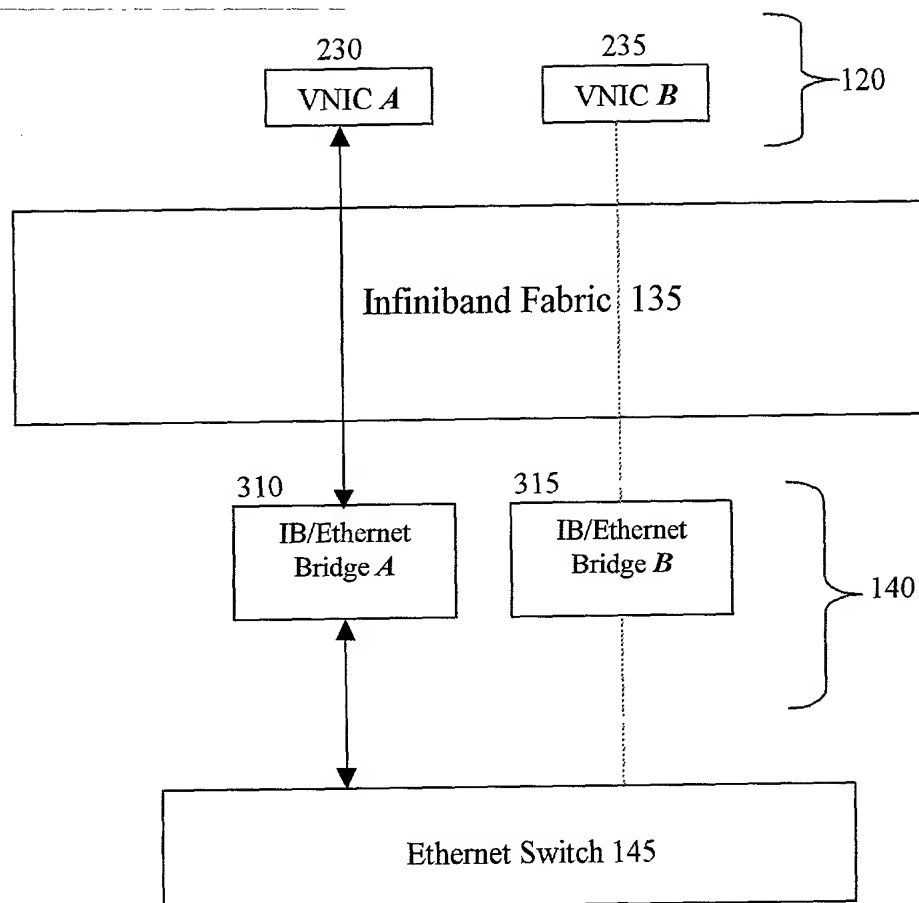 230
235
VNIC A
VNIC B
120
Infiniband Fabric 135
310
315
IB/Ethernet
Bridge A
IB/Ethernet
Bridge B
140
Ethernet Switch 145